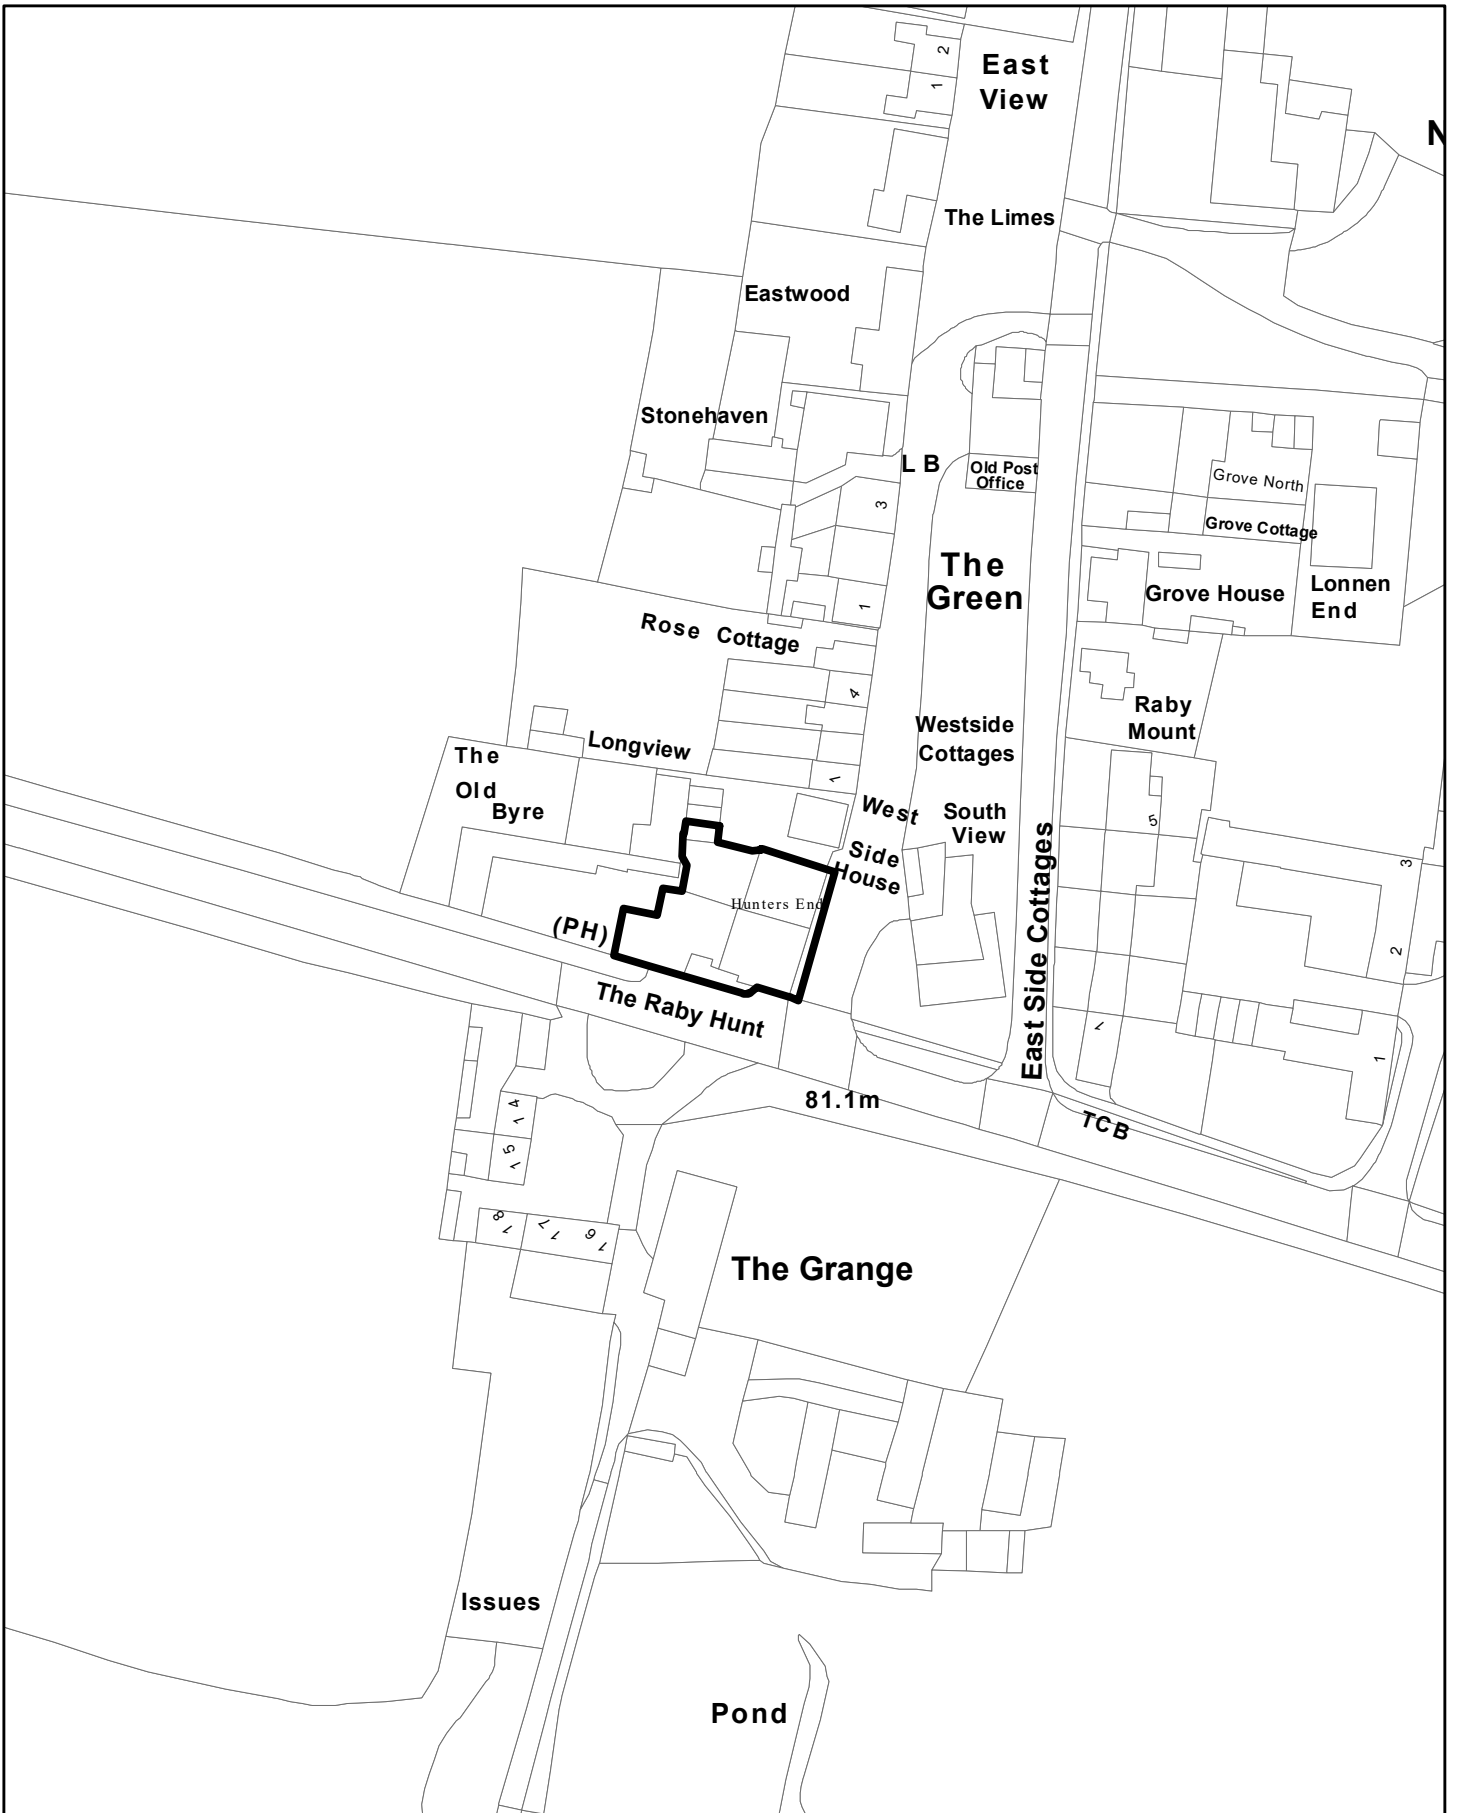 2
1
East
View
N
The Limes
Eastwood
Stonehaven
L B
Old Post
Office
Grove North
3
Grove Cottage
The
Green
Grove House
Lonnen
End
1
Rose Cottage
4
Raby
Mount
Westside
Cottages
Longview
The
Old
Byre
1
West
Side
House
South
View
5
3
Hunters End
(PH)
The Raby Hunt
East Side Cottages
2
1
1
81.1m
TCB
14
15
18
17
16
The Grange
Issues
Pond